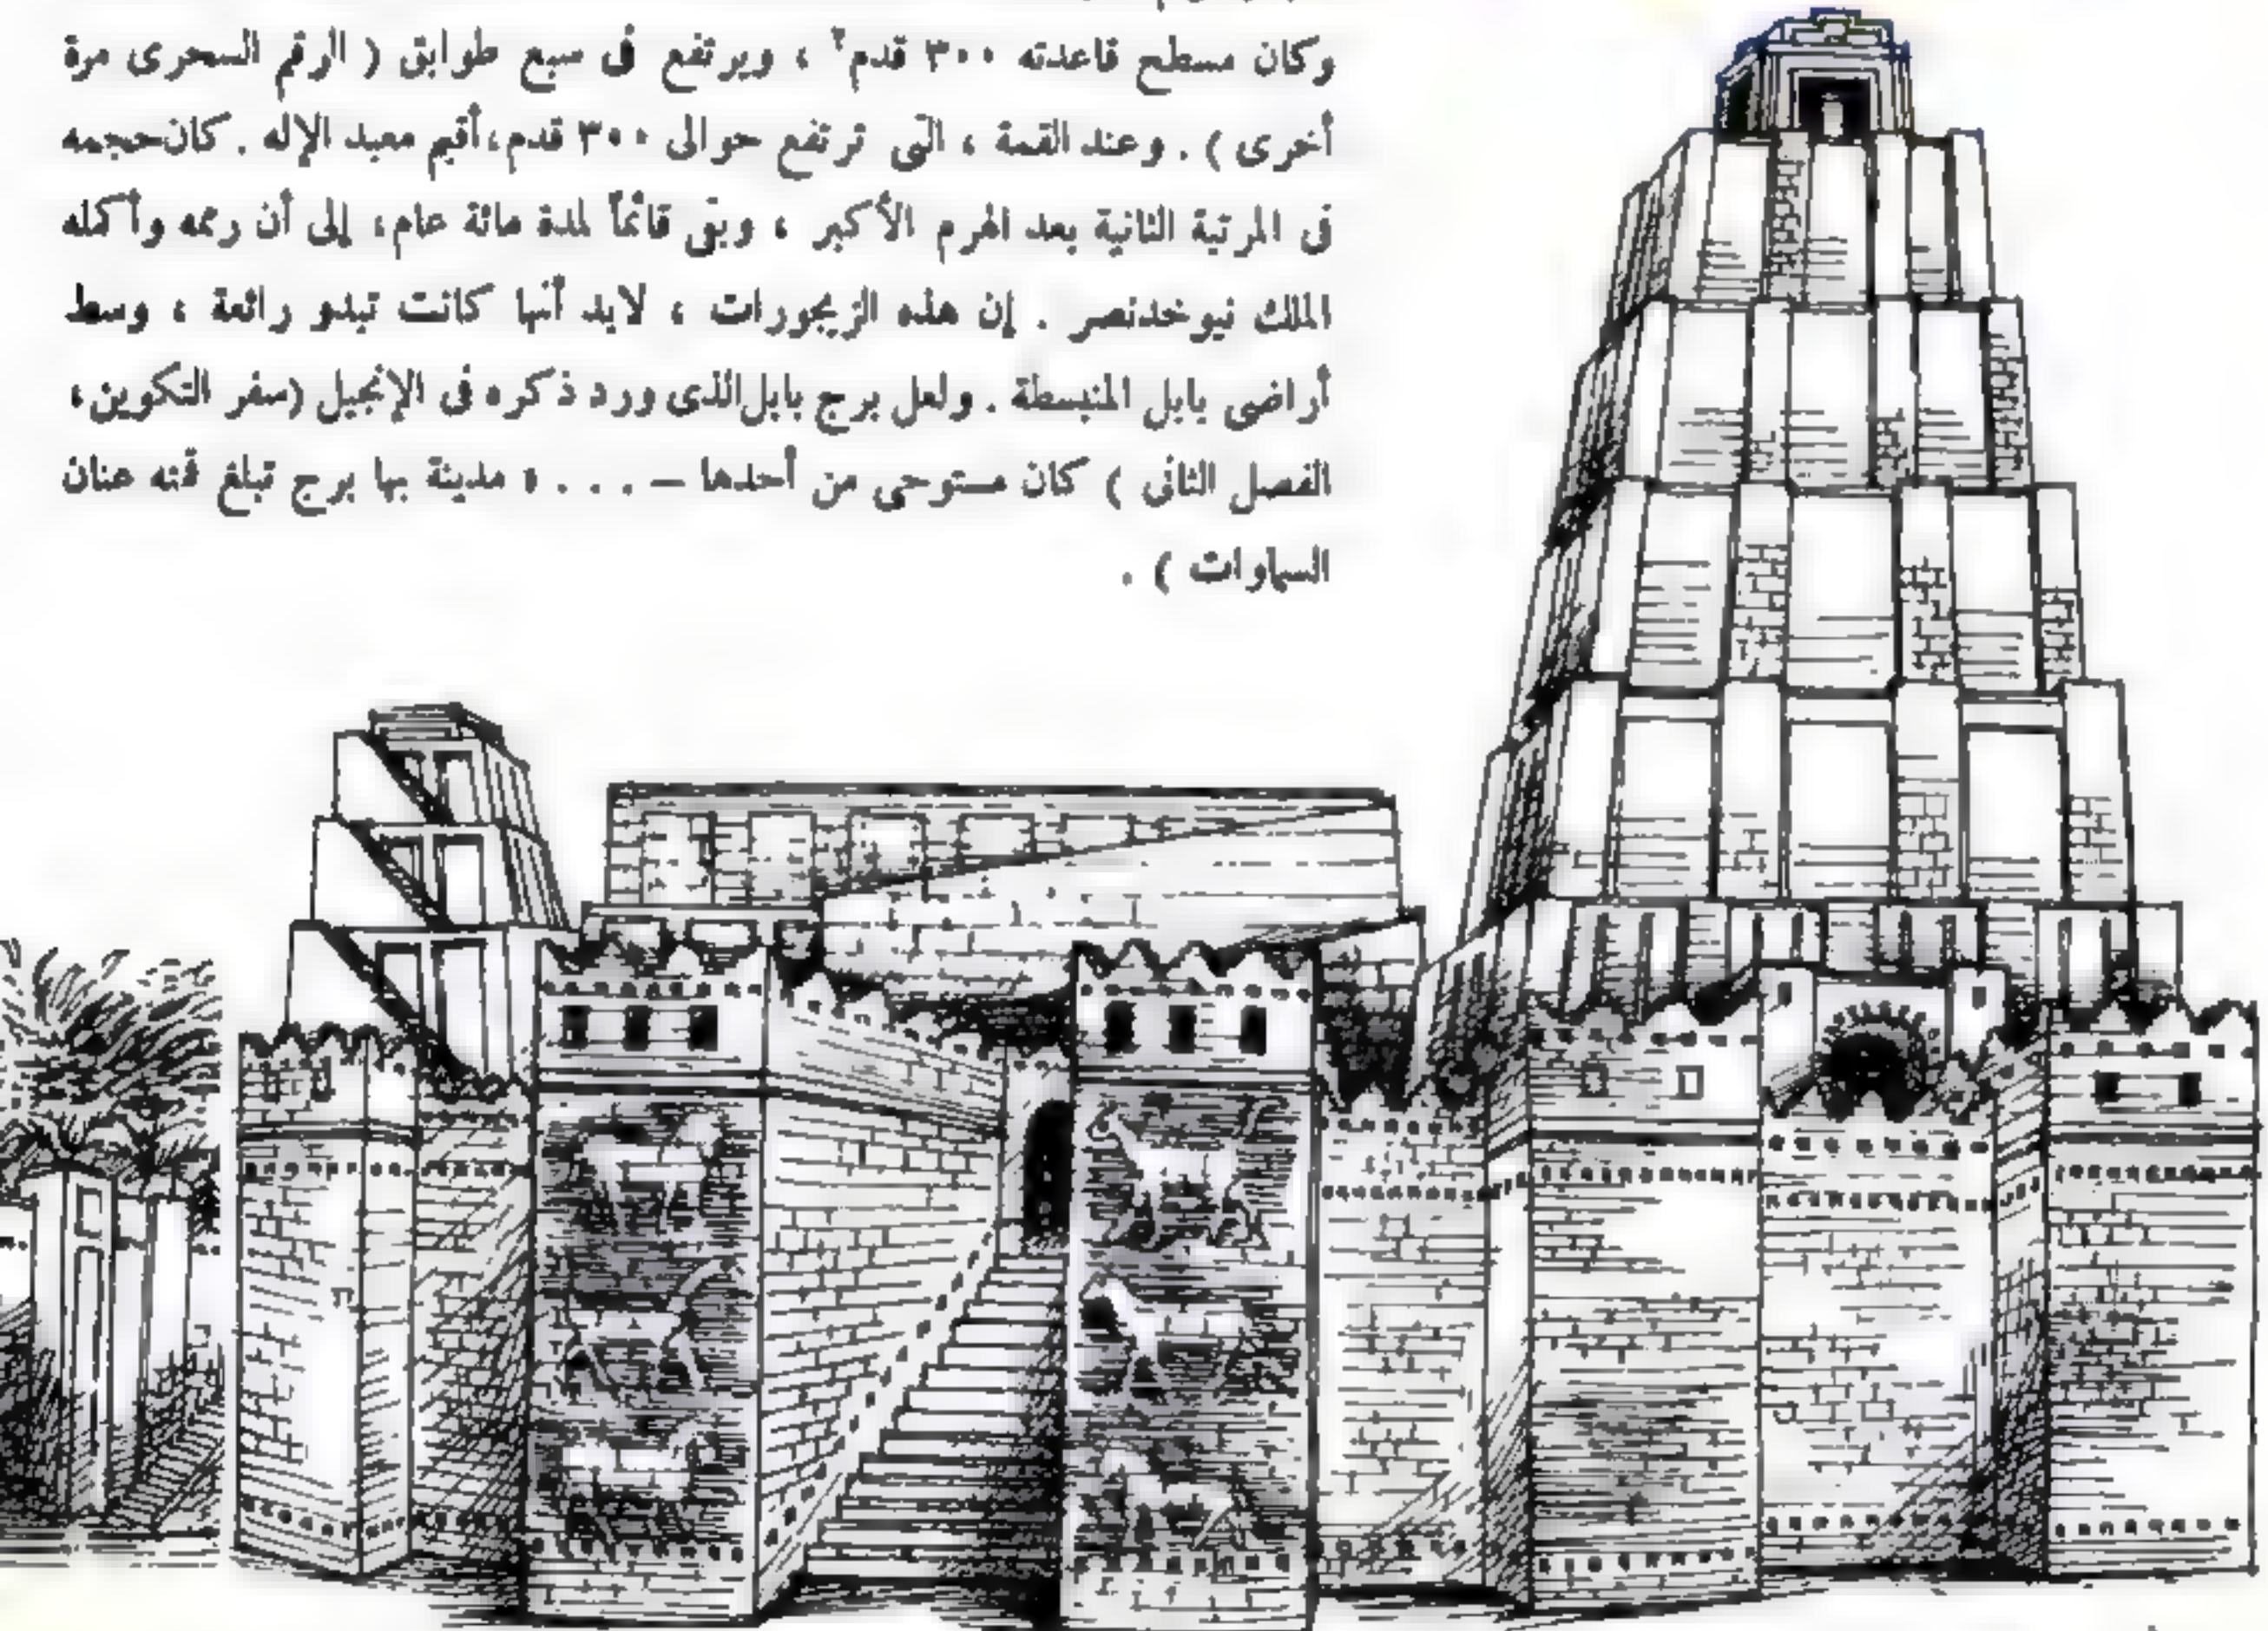 وكان مسطح قاعدته ٣٠٠ قدم٢ ، ويرتفع فى سبع طوابق ( الرقم السحرى مرة
أخرى ) . وعند القمة ، التى ترتفع حوالى ٣٠٠ قدم ، أقيم معبد الإله . كان حجمه
فى المرتبة الثانية بعد الهرم الأكبر ، وبقى قائماً لمدة مائة عام ، إلى أن رممه وأكمله
الملك نبوخدنصر . إن هذه الزيجورات ، لابد أنها كانت تبدو رائعة ، وسط
أراضى بابل المنبسطة . ولعل برج بابل الذى ورد ذكره فى الإنجيل (سفر التكوين ،
الفصل الثانى ) كان مستوحى من أحدها – . . . « مدينة بها برج تبلغ قمته عنان
السماوات ) .